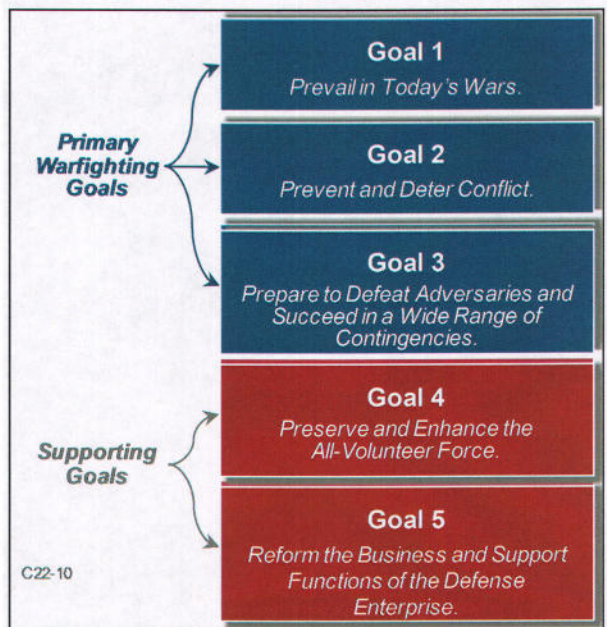 Primary
Warfighting
Goals
Goal 1
Prevail in Today's Wars.
Goal 2
Prevent and Deter Conflict.
Goal 3
Prepare to Defeat Adversaries and
Succeed in a Wide Range of
Contingencies.
Supporting
Goals
Goal 4
Preserve and Enhance the
All-Volunteer Force.
Goal 5
Reform the Business and Support
Functions of the Defense
Enterprise.
C22-10